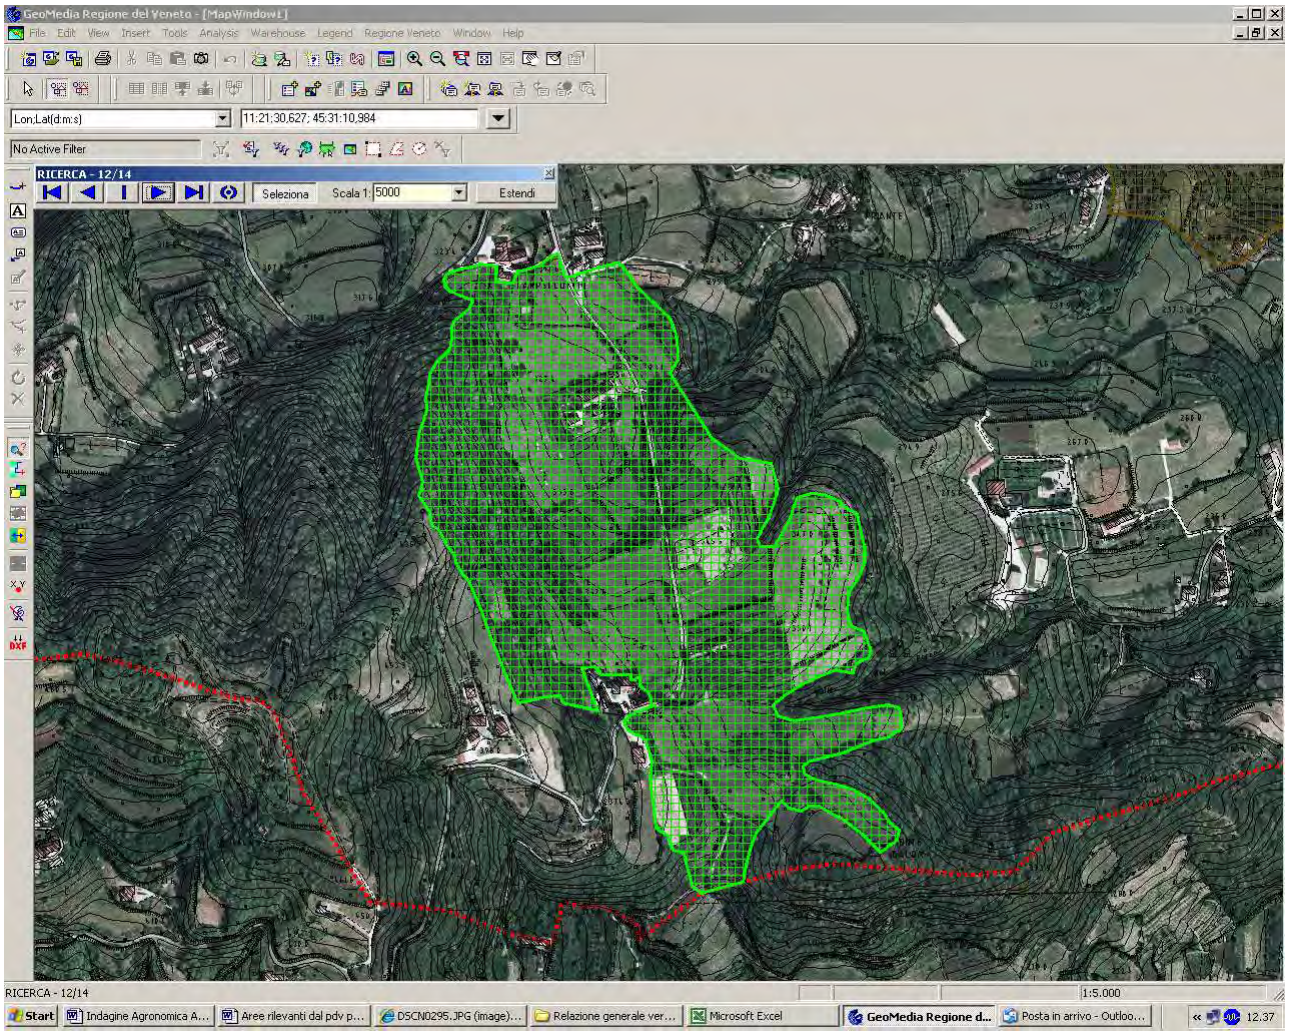 GeoMedia Regione del Veneto - [MapWindow1]
File Edit View Insert Tools Analysis Warehouse Legend Regione Veneto Window Help
Lon;Lat(d:m:s) 11:21:30,627; 45:31:10,984
No Active Filter
RICERCA - 12/14
Seleziona Scala 1: 5000 Estendi
DXF
RICERCA - 12/14 1:5.000
Start Indagine Agronomica A... Aree rilevanti dal pdv p... DSCN0295.JPG (image)... Relazione generale ver... Microsoft Excel GeoMedia Regione d... Posta in arrivo - Outloo... « 12.37